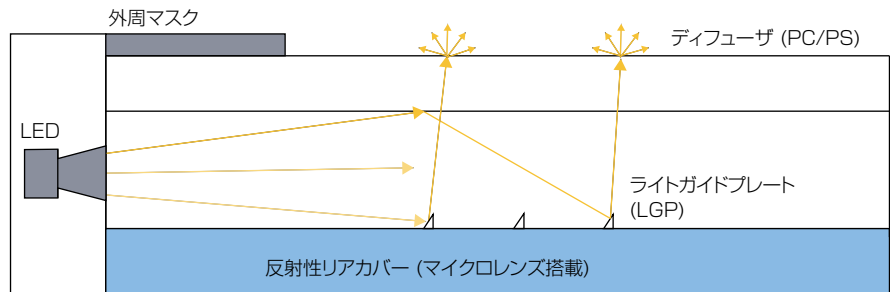 外周マスク
ディフューザ (PC/PS)
LED
ライトガイドプレート
(LGP)
反射性リアカバー (マイクロレンズ搭載)